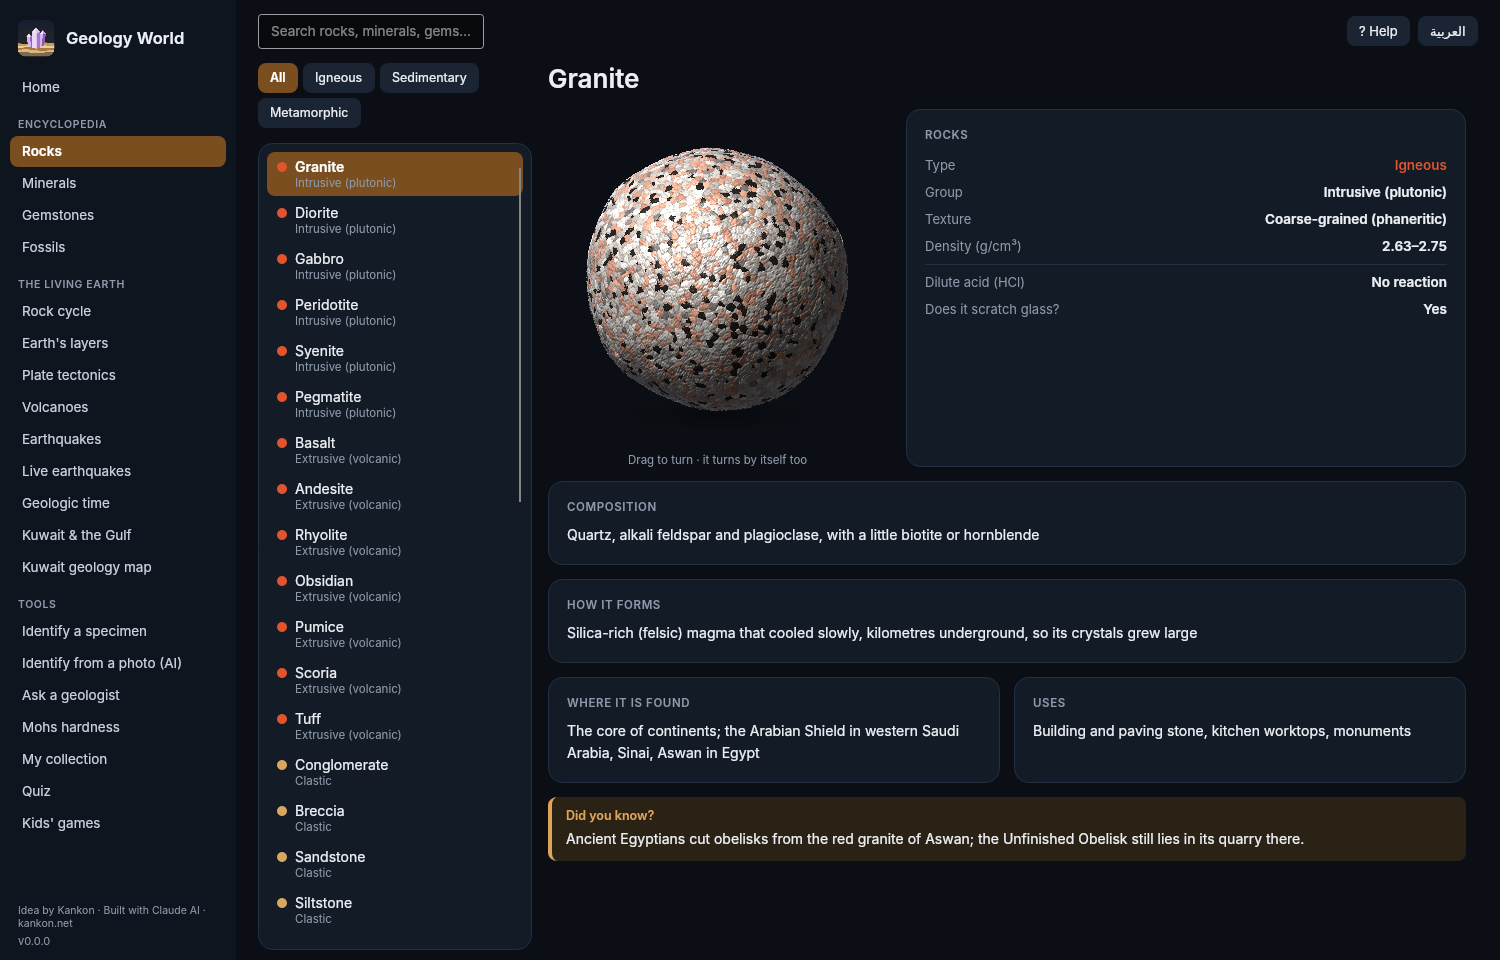 Geology World
Home
ENCYCLOPEDIA
Rocks
Minerals
Gemstones
Fossils
THE LIVING EARTH
Rock cycle
Earth's layers
Plate tectonics
Volcanoes
Earthquakes
Live earthquakes
Geologic time
Kuwait & the Gulf
Kuwait geology map
TOOLS
Identify a specimen
Identify from a photo (AI)
Ask a geologist
Mohs hardness
My collection
Quiz
Kids' games
Idea by Kankon · Built with Claude AI ·
kankon.net
v0.0.0
Search rocks, minerals, gems...
? Help
العربية
All
Igneous
Sedimentary
Metamorphic
Granite
Intrusive (plutonic)
Diorite
Intrusive (plutonic)
Gabbro
Intrusive (plutonic)
Peridotite
Intrusive (plutonic)
Syenite
Intrusive (plutonic)
Pegmatite
Intrusive (plutonic)
Basalt
Extrusive (volcanic)
Andesite
Extrusive (volcanic)
Rhyolite
Extrusive (volcanic)
Obsidian
Extrusive (volcanic)
Pumice
Extrusive (volcanic)
Scoria
Extrusive (volcanic)
Tuff
Extrusive (volcanic)
Conglomerate
Clastic
Breccia
Clastic
Sandstone
Clastic
Siltstone
Clastic
Granite
Drag to turn · it turns by itself too
ROCKS
Type Igneous
Group Intrusive (plutonic)
Texture Coarse-grained (phaneritic)
Density (g/cm³) 2.63–2.75
Dilute acid (HCl) No reaction
Does it scratch glass? Yes
COMPOSITION
Quartz, alkali feldspar and plagioclase, with a little biotite or hornblende
HOW IT FORMS
Silica-rich (felsic) magma that cooled slowly, kilometres underground, so its crystals grew large
WHERE IT IS FOUND
The core of continents; the Arabian Shield in western Saudi
Arabia, Sinai, Aswan in Egypt
USES
Building and paving stone, kitchen worktops, monuments
Did you know?
Ancient Egyptians cut obelisks from the red granite of Aswan; the Unfinished Obelisk still lies in its quarry there.